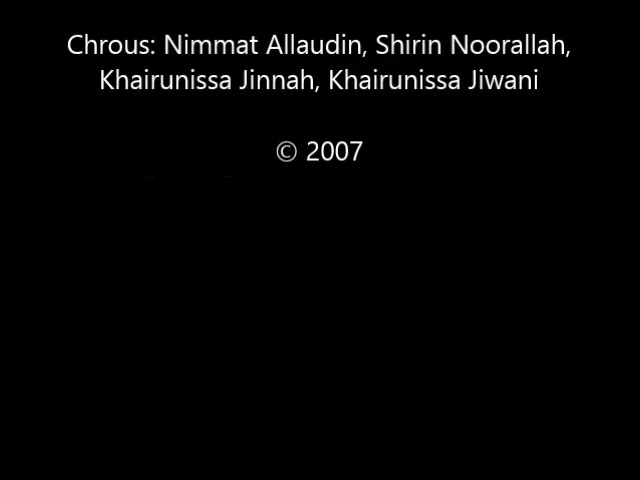 Chrous: Nimmat Allaudin, Shirin Noorallah,
Khairunissa Jinnah, Khairunissa Jiwani
© 2007